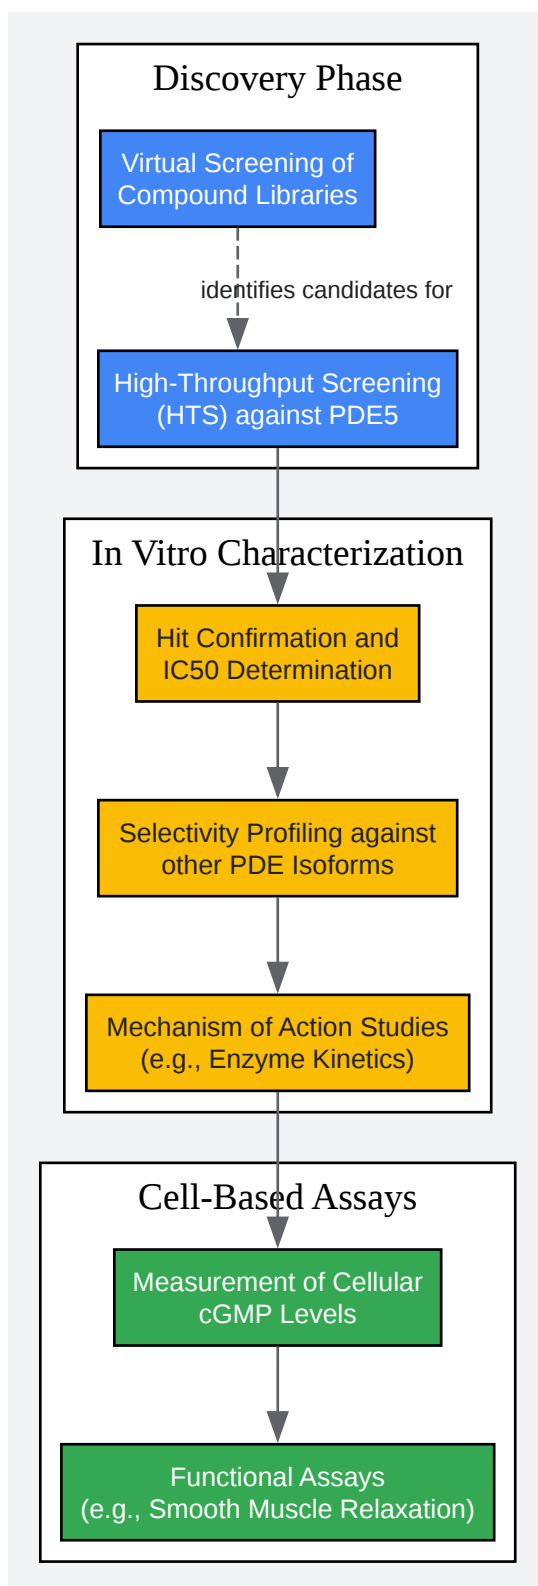 Discovery Phase
Virtual Screening of
Compound Libraries
identifies candidates for
High-Throughput Screening
(HTS) against PDE5
In Vitro Characterization
Hit Confirmation and
IC50 Determination
Selectivity Profiling against
other PDE Isoforms
Mechanism of Action Studies
(e.g., Enzyme Kinetics)
Cell-Based Assays
Measurement of Cellular
cGMP Levels
Functional Assays
(e.g., Smooth Muscle Relaxation)